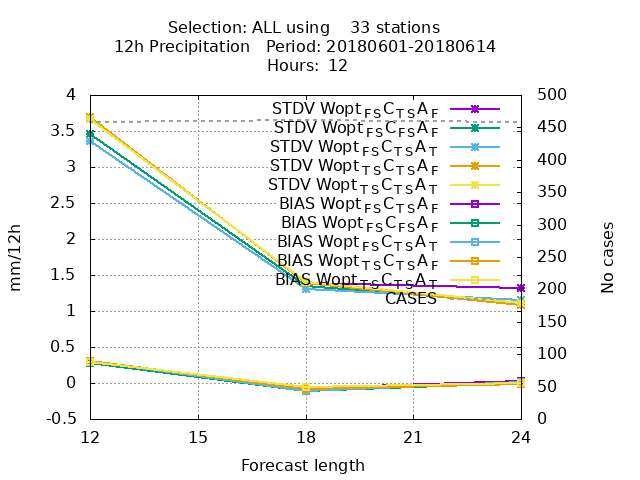 Selection: ALL using 33 stations
12h Precipitation Period: 20180601-20180614
Hours: 12
4
3.5
3
2.5
2
1.5
1
0.5
0
-0.5
500
450
400
350
300
250
200
150
100
50
0
STDV Wopt FS C TS A F
STDV Wopt FS C FS A F
STDV Wopt FS C TS A T
STDV Wopt TS C TS A F
STDV Wopt TS C TS A T
BIAS Wopt FS C TS A F
BIAS Wopt FS C FS A F
BIAS Wopt FS C TS A T
BIAS Wopt TS C TS A F
BIAS Wopt TS C TS A T
CASES
mm/12h
No cases
12 15 18 21 24
Forecast length